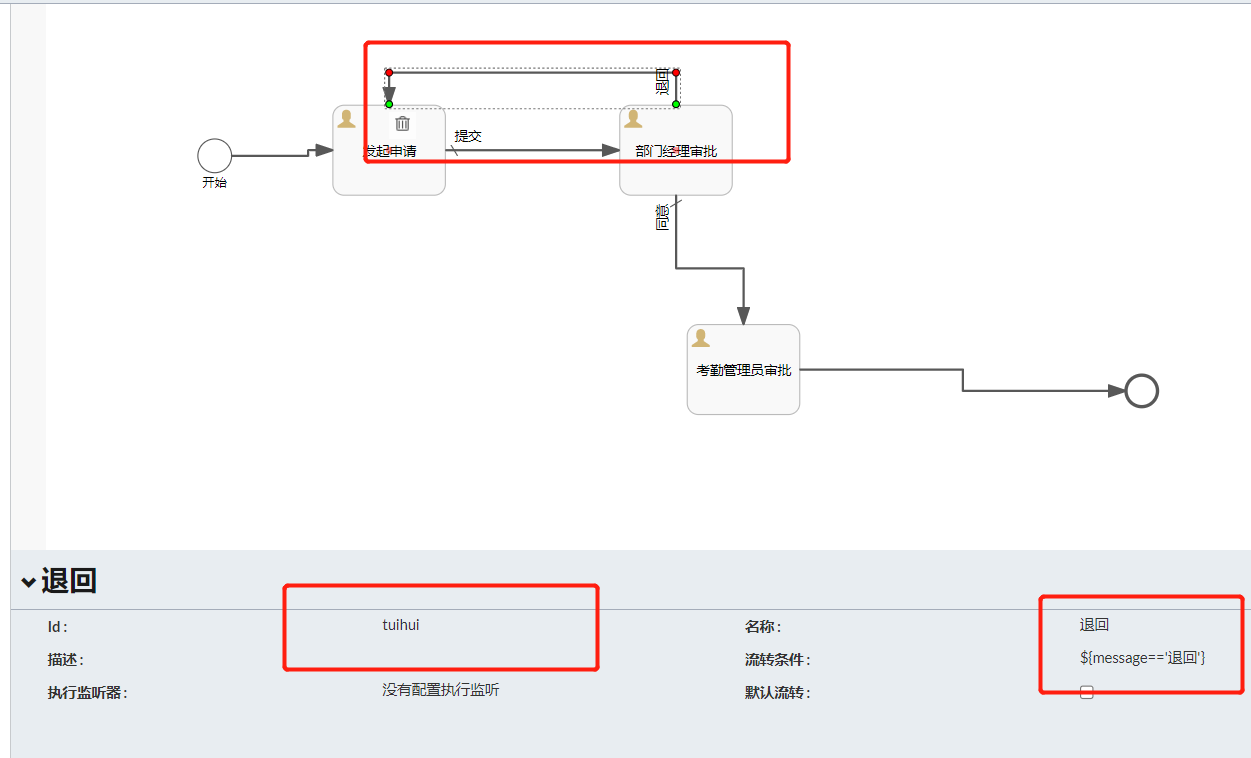 退回
提交
发起申请
部门经理审批
开始
同意
考勤管理员审批
退回
Id : tuihui 名称 : 退回
描述 : 流转条件 : ${message=='退回'}
执行监听器 : 没有配置执行监听 默认流转 :